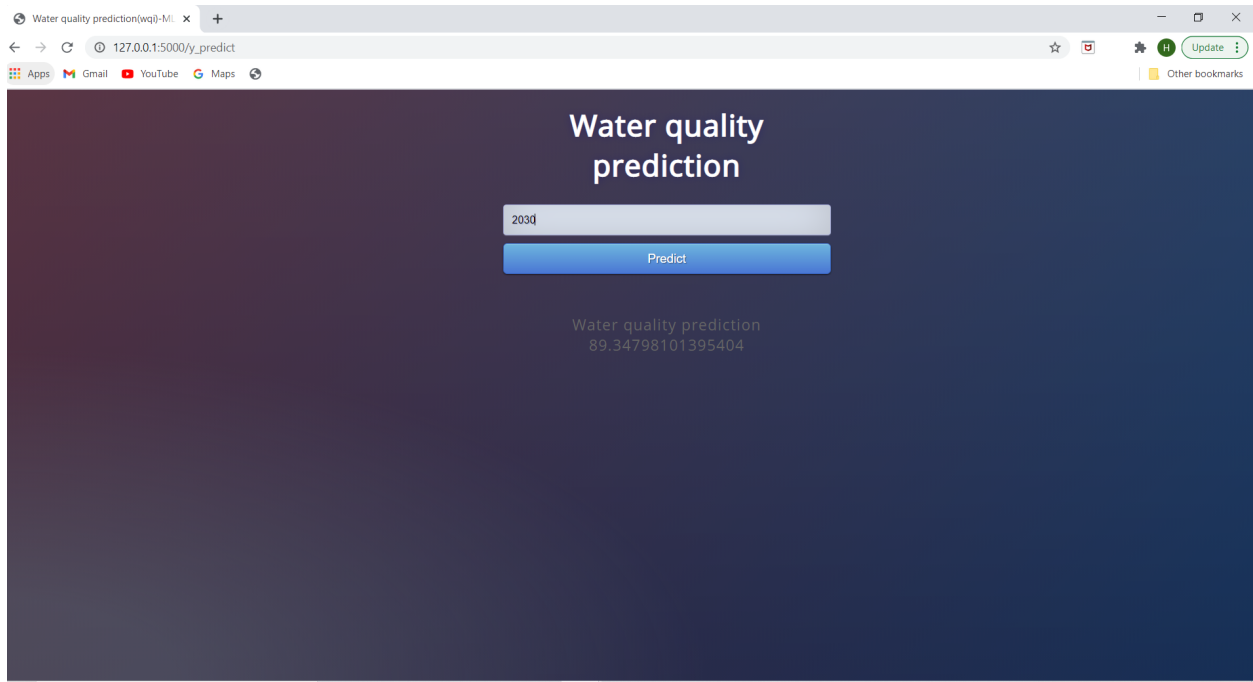 Water quality prediction(wqi)-ML
127.0.0.1:5000/y_predict
H
Update
Apps
Gmail
YouTube
G
Maps
Other bookmarks
Water quality
prediction
2030
Predict
Water quality prediction
89.34798101395404